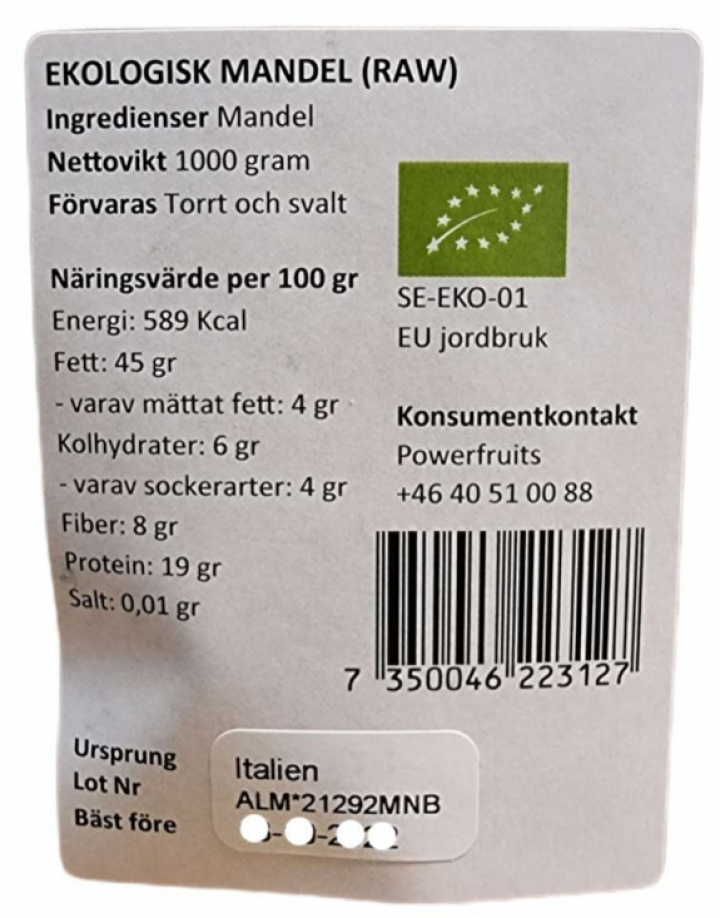 EKOLOGISK MANDEL (RAW)
Ingredienser Mandel
Nettovikt 1000 gram
Förvaras Torrt och svalt
Näringsvärde per 100 gr
Energi: 589 Kcal
Fett: 45 gr
- varav mättat fett: 4 gr
Kolhydrater: 6 gr
- varav sockerarter: 4 gr
Fiber: 8 gr
Protein: 19 gr
Salt: 0,01 gr
SE-EKO-01
EU jordbruk
Konsumentkontakt
Powerfruits
+46 40 51 00 88
7 350046 223127
Ursprung Italien
Lot Nr ALM*21292MNB
Bäst före